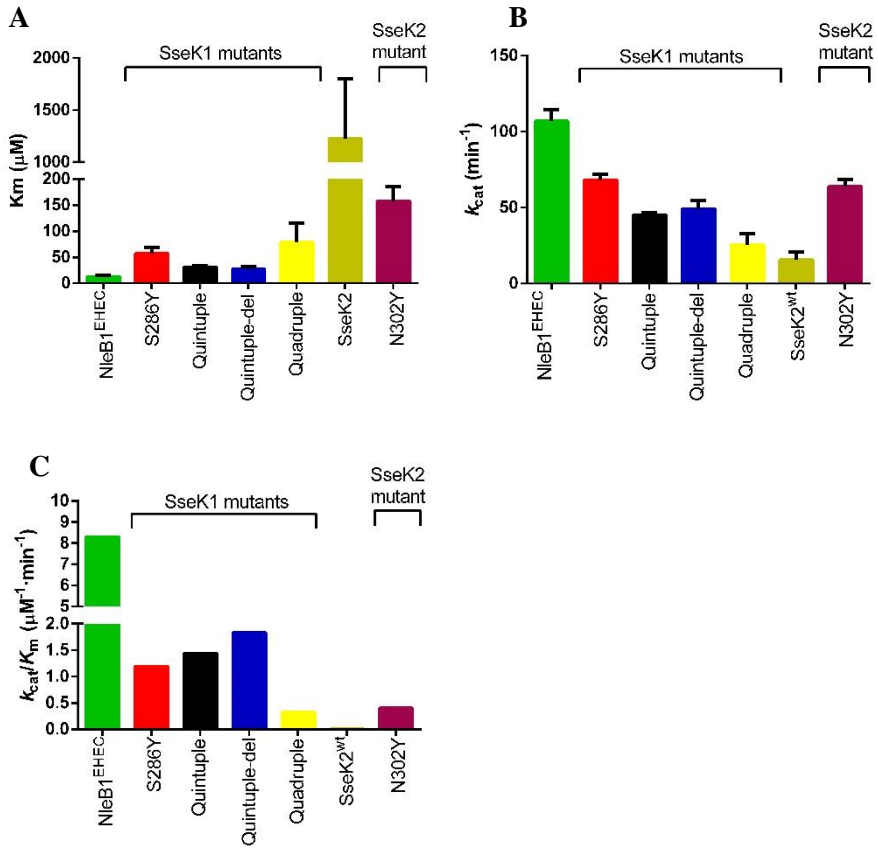 A
SseK1 mutants
SseK2
mutant
Km (μM)
2000
1500
1000
200
150
100
50
0
NleB1EHEC
S286Y
Quintuple
Quintuple-del
Quadruple
SseK2
N302Y
B
SseK1 mutants
SseK2
mutant
kcat (min-1)
150
100
50
0
NleB1EHEC
S286Y
Quintuple
Quintuple-del
Quadruple
SseK2wt
N302Y
C
SseK1 mutants
SseK2
mutant
kcat/Km (μM-1·min-1)
10
9
8
7
6
5
2.0
1.5
1.0
0.5
0.0
NleB1EHEC
S286Y
Quintuple
Quintuple-del
Quadruple
SseK2wt
N302Y